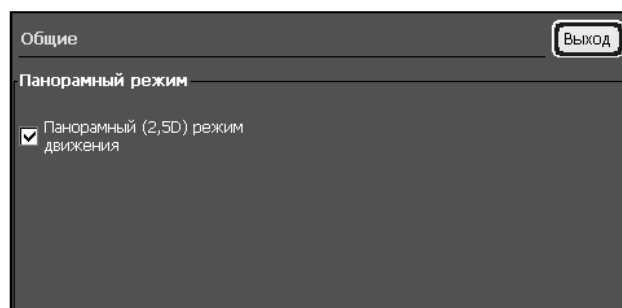 Общие
Выход
Панорамный режим
Панорамный (2,5D) режим
движения